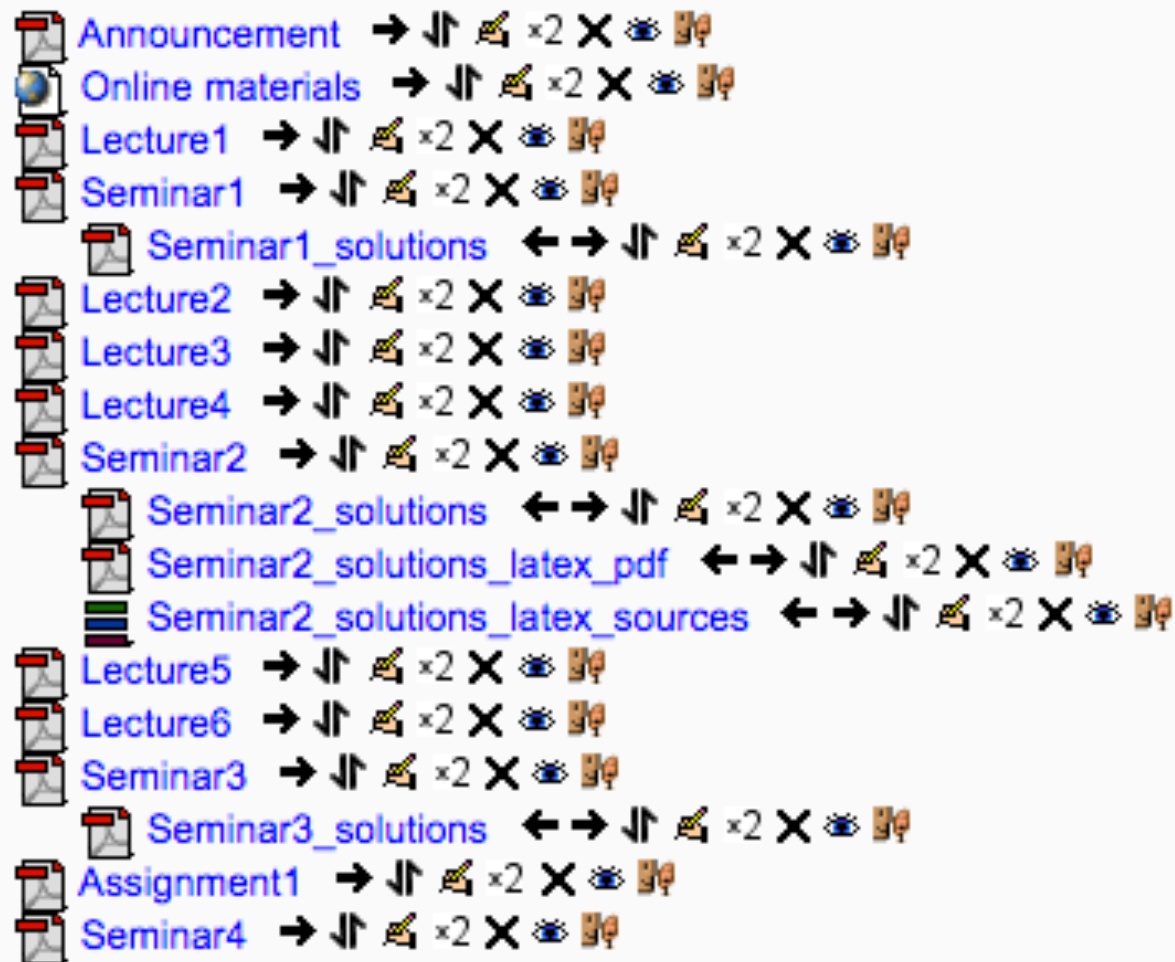 Announcement ×2
Online materials ×2
Lecture1 ×2
Seminar1 ×2
Seminar1_solutions ×2
Lecture2 ×2
Lecture3 ×2
Lecture4 ×2
Seminar2 ×2
Seminar2_solutions ×2
Seminar2_solutions_latex_pdf ×2
Seminar2_solutions_latex_sources ×2
Lecture5 ×2
Lecture6 ×2
Seminar3 ×2
Seminar3_solutions ×2
Assignment1 ×2
Seminar4 ×2